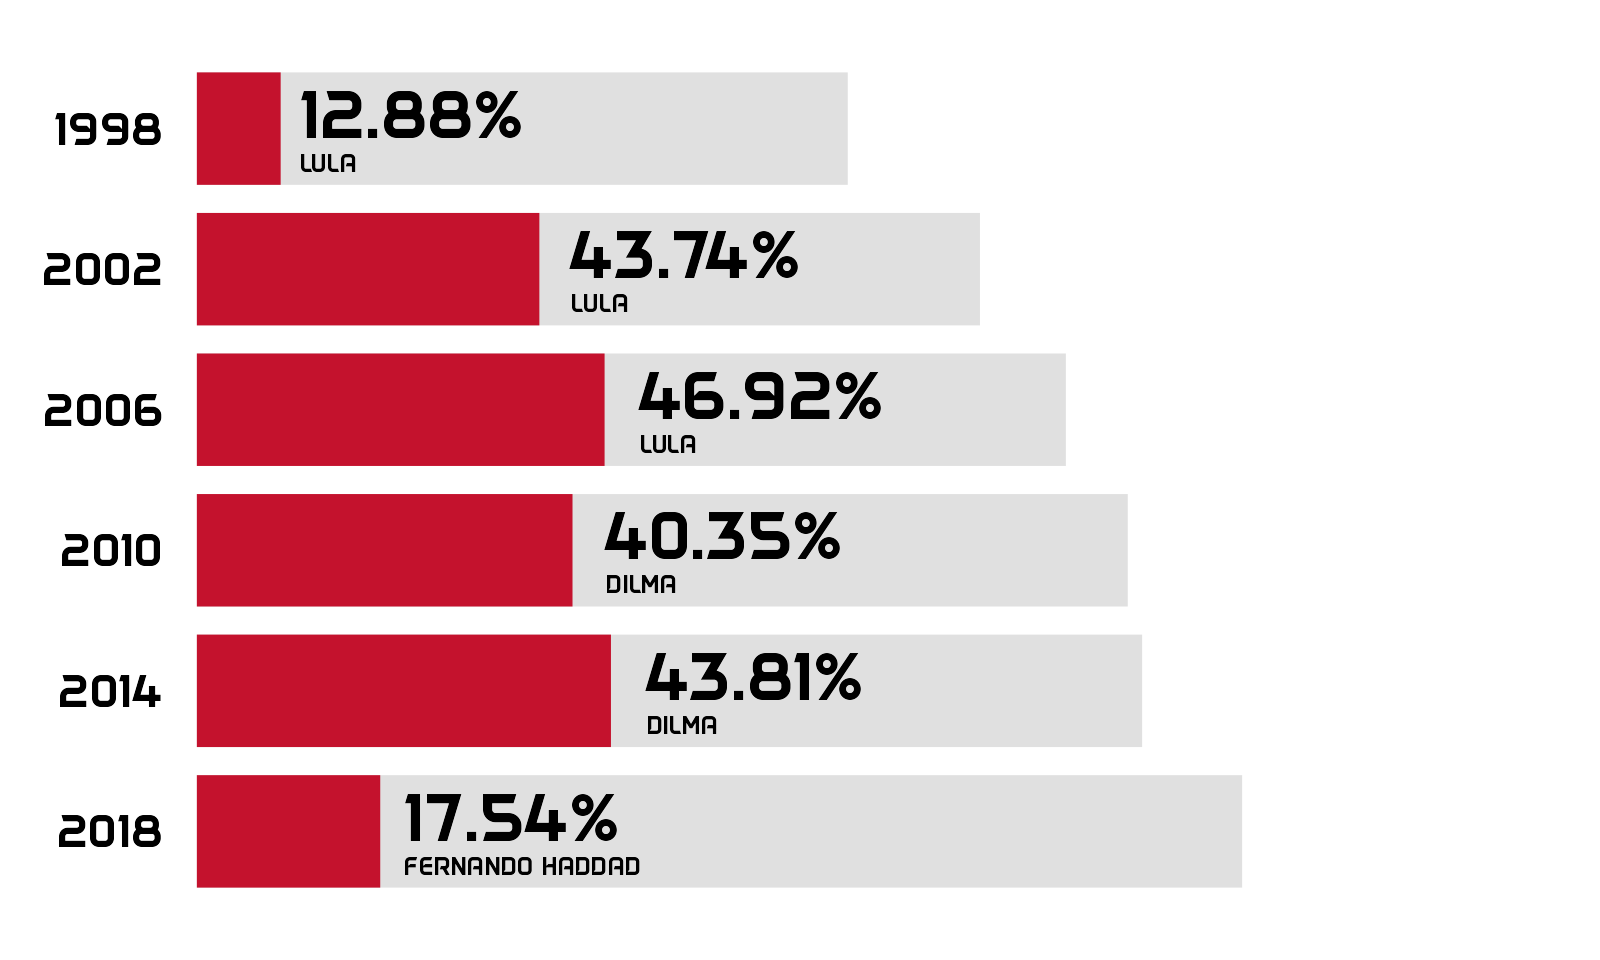 1998
12.88%
LULA
2002
43.74%
LULA
2006
46.92%
LULA
2010
40.35%
DILMA
2014
43.81%
DILMA
2018
17.54%
FERNANDO HADDAD